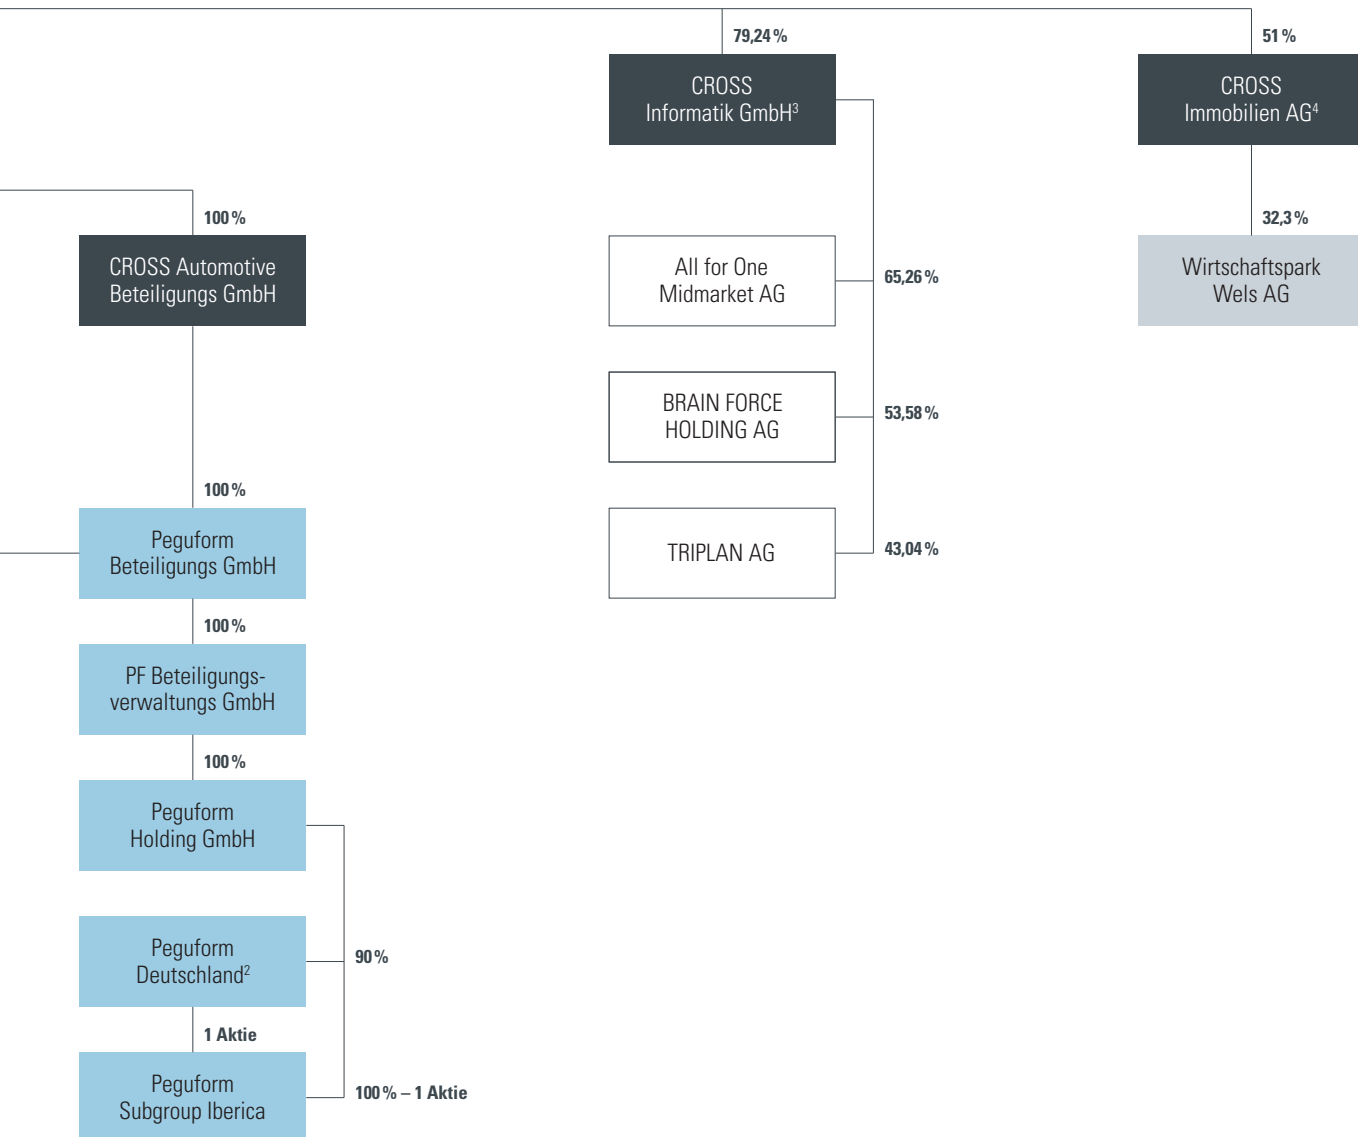 79,24 %
51 %
CROSS
Informatik GmbH³
CROSS
Immobilien AG⁴
100 %
32,3 %
CROSS Automotive
Beteiligungs GmbH
All for One
Midmarket AG
65,26 %
Wirtschaftspark
Wels AG
BRAIN FORCE
HOLDING AG
53,58 %
100 %
Peguform
Beteiligungs GmbH
TRIPLAN AG
43,04 %
100 %
PF Beteiligungs-
verwaltungs GmbH
100 %
Peguform
Holding GmbH
Peguform
Deutschland²
90 %
1 Aktie
Peguform
Subgroup Iberica
100 % – 1 Aktie